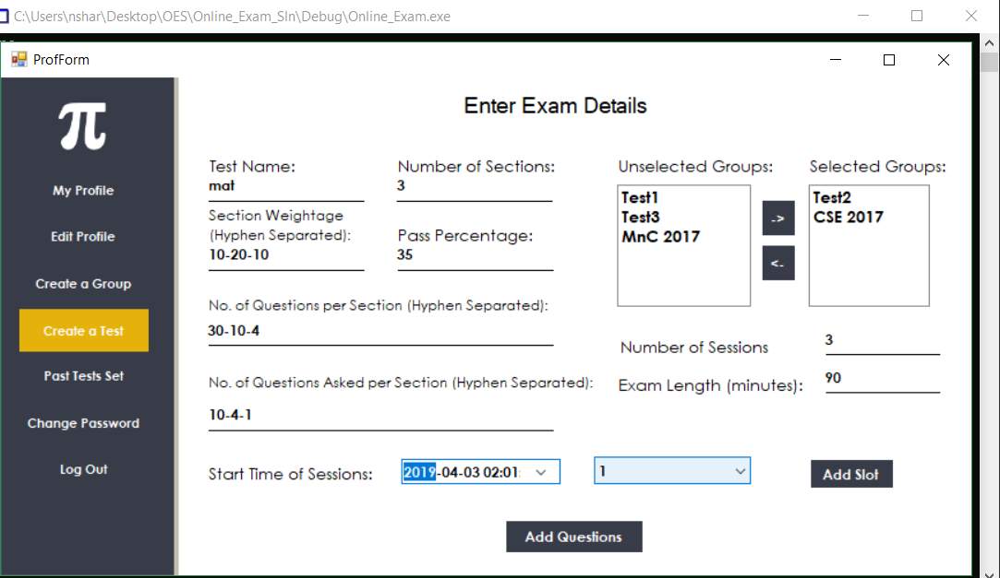 C:\Users\nshar\Desktop\OES\Online_Exam_Sln\Debug\Online_Exam.exe
ProfForm
π
My Profile
Edit Profile
Create a Group
Create a Test
Past Tests Set
Change Password
Log Out
Enter Exam Details
Test Name:
mat
Number of Sections:
3
Section Weightage
(Hyphen Separated):
10-20-10
Pass Percentage:
35
No. of Questions per Section (Hyphen Separated):
30-10-4
No. of Questions Asked per Section (Hyphen Separated):
10-4-1
Unselected Groups:
Test1
Test3
MnC 2017
->
<-
Selected Groups:
Test2
CSE 2017
Number of Sessions
3
Exam Length (minutes):
90
Start Time of Sessions:
2019-04-03 02:01:
1
Add Slot
Add Questions